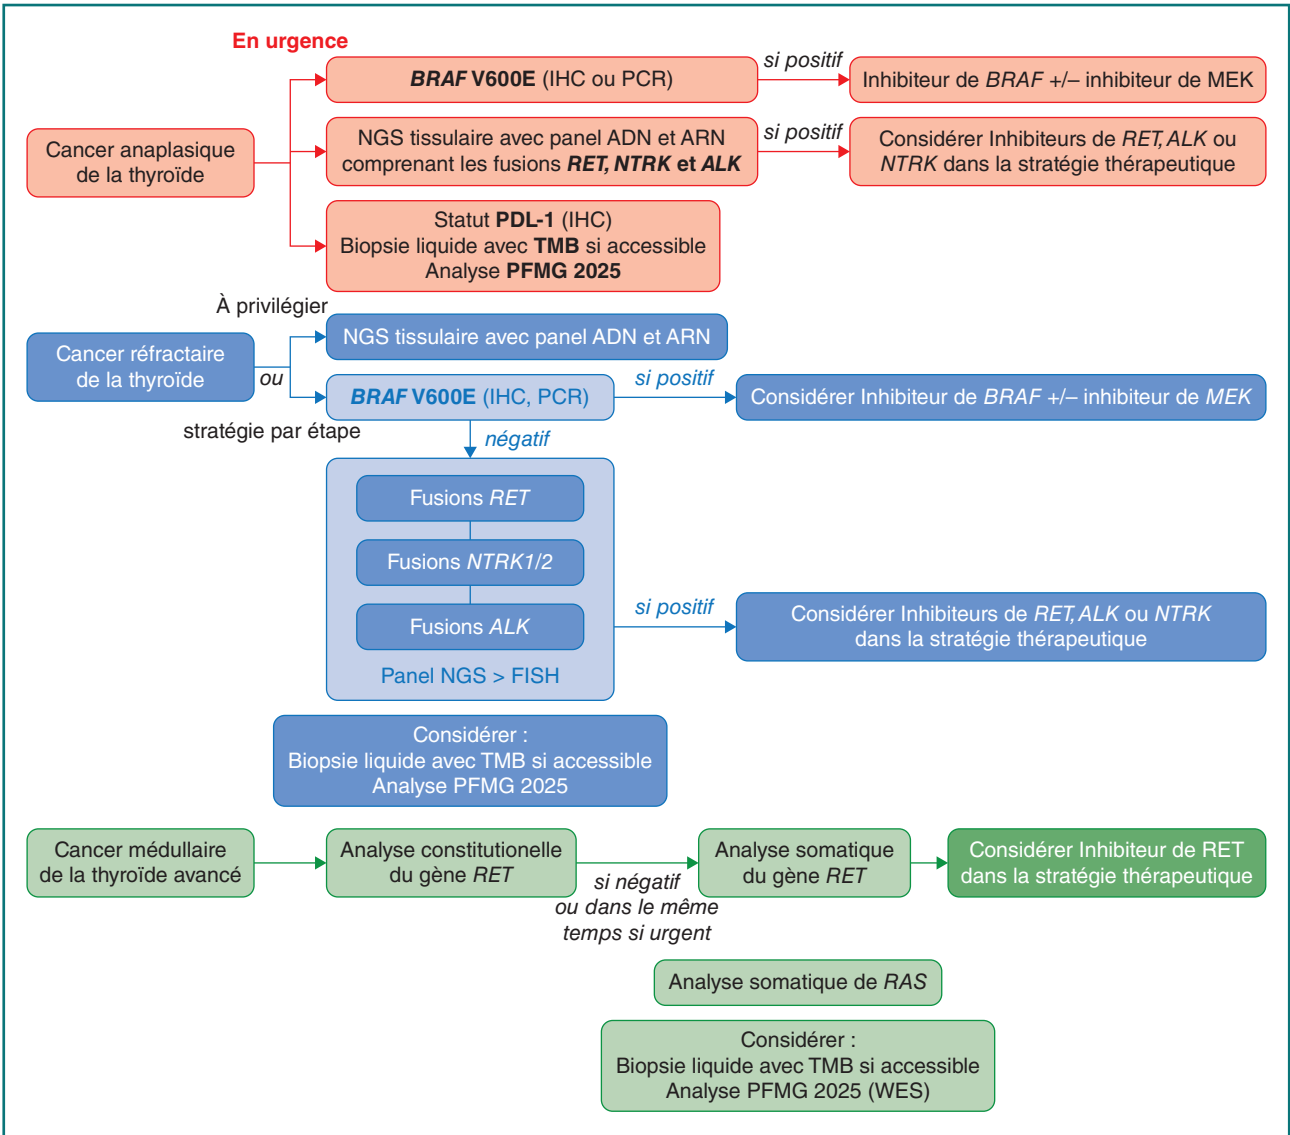 En urgence
BRAF V600E (IHC ou PCR)
si positif
Inhibiteur de BRAF +/– inhibiteur de MEK
Cancer anaplasique
de la thyroïde
NGS tissulaire avec panel ADN et ARN
comprenant les fusions RET, NTRK et ALK
si positif
Considérer Inhibiteurs de RET, ALK ou
NTRK dans la stratégie thérapeutique
Statut PDL-1 (IHC)
Biopsie liquide avec TMB si accessible
Analyse PFMG 2025
À privilégier
Cancer réfractaire
de la thyroïde
ou
NGS tissulaire avec panel ADN et ARN
stratégie par étape
BRAF V600E (IHC, PCR)
si positif
Considérer Inhibiteur de BRAF +/– inhibiteur de MEK
négatif
Fusions RET
Fusions NTRK1/2
Fusions ALK
Panel NGS > FISH
si positif
Considérer Inhibiteurs de RET, ALK ou NTRK
dans la stratégie thérapeutique
Considérer :
Biopsie liquide avec TMB si accessible
Analyse PFMG 2025
Cancer médullaire
de la thyroïde avancé
Analyse constitutionelle
du gène RET
si négatif
ou dans le même
temps si urgent
Analyse somatique
du gène RET
Considérer Inhibiteur de RET
dans la stratégie thérapeutique
Analyse somatique de RAS
Considérer :
Biopsie liquide avec TMB si accessible
Analyse PFMG 2025 (WES)